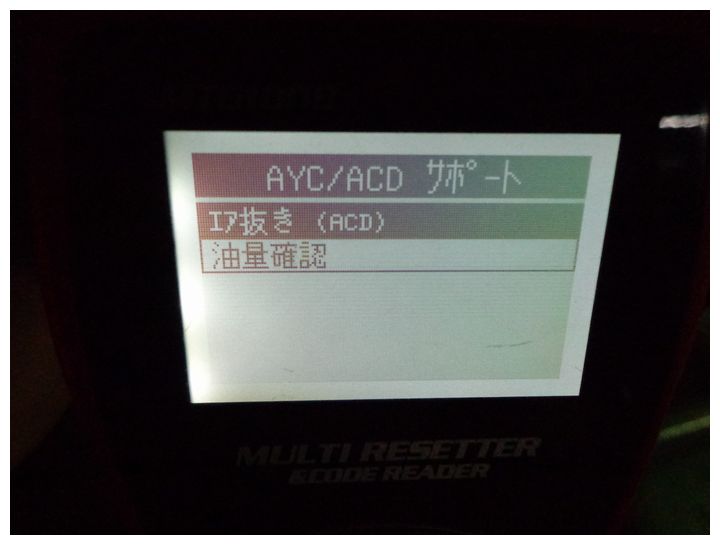 AYC/ACD ｻﾎﾟｰﾄ
ｴｱ抜き (ACD)
油量確認
MULTI RESETTER
&CODE READER